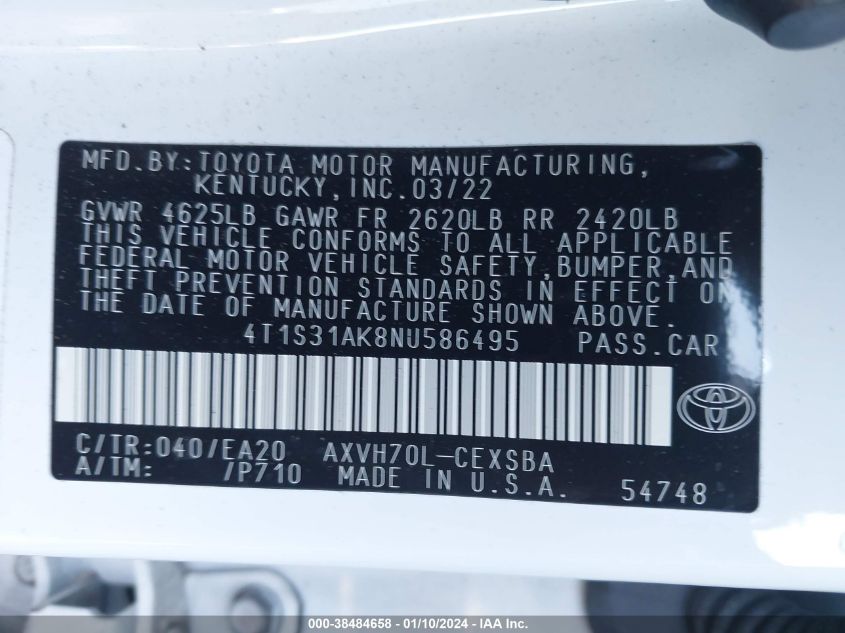 MFD.BY:TOYOTA MOTOR MANUFACTURING,
KENTUCKY,INC.03/22
GVWR 4625LB GAWR FR 2620LB RR 2420LB
THIS VEHICLE CONFORMS TO ALL APPLICABLE
FEDERAL MOTOR VEHICLE SAFETY,BUMPER,AND
THEFT PREVENTION STANDARDS IN EFFECT ON
THE DATE OF MANUFACTURE SHOWN ABOVE.
4T1S31AK8NU586495 PASS.CAR
C/TR:040/EA20 AXVH70L-CEXSBA
A/TM: /P710 MADE IN U.S.A. 54748
000-38484658 - 01/10/2024 - IAA Inc.